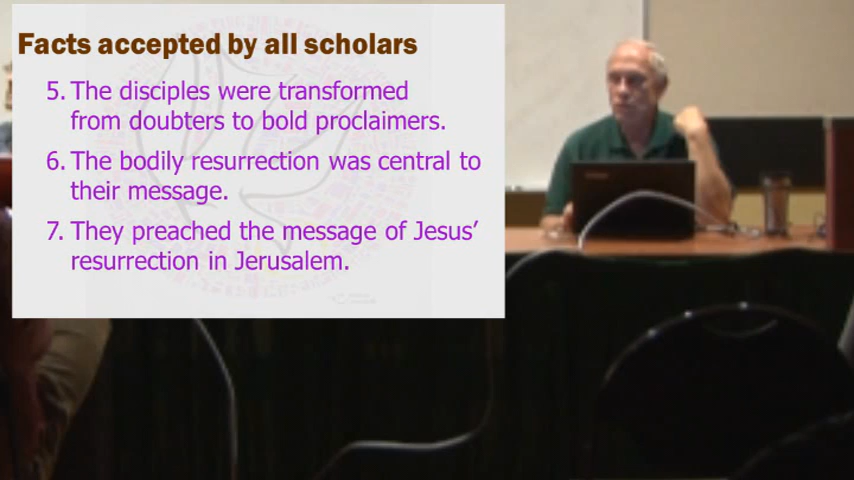 Facts accepted by all scholars
5. The disciples were transformed
from doubters to bold proclaimers.
6. The bodily resurrection was central to
their message.
7. They preached the message of Jesus’
resurrection in Jerusalem.